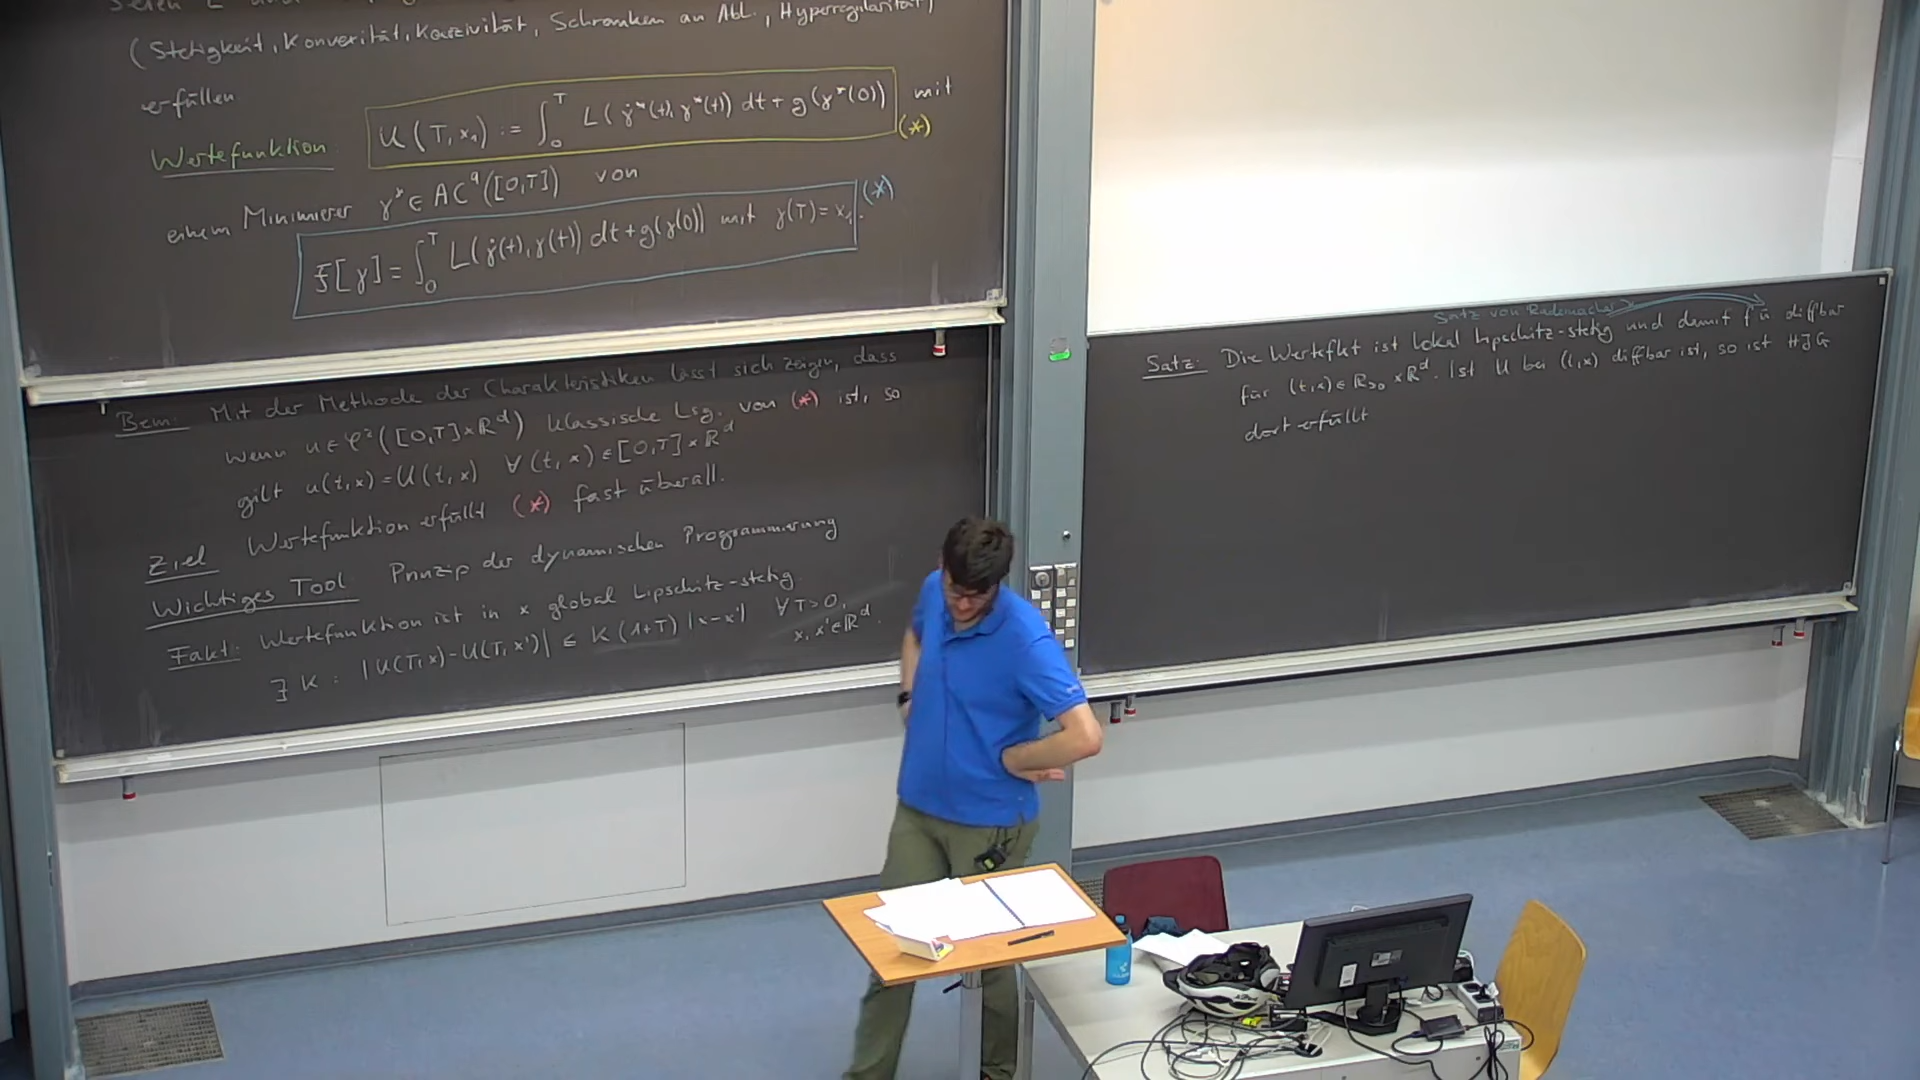 (Stetigkeit, Konvexität, Koerzivität, Schranken an Abl., Hyperregularität)
erfüllen
Wertefunktion U(T,x₁) := ∫₀ᵀ L(γ̇*(t),γ*(t)) dt + g(γ*(0)) mit (*)
einem Minimierer γ* ∈ AC^q([0,T]) von
F[γ] = ∫₀ᵀ L(γ̇(t),γ(t)) dt + g(γ(0)) mit γ(T) = x₁. (*)
Bem: Mit der Methode der Charakteristiken lässt sich zeigen, dass
wenn u ∈ C²([0,T]×ℝᵈ) klassische Lsg. von (*) ist, so
gilt u(t,x) = U(t,x) ∀(t,x) ∈ [0,T]×ℝᵈ
Ziel Wertefunktion erfüllt (*) fast überall.
Wichtiges Tool Prinzip der dynamischen Programmierung
Fakt: Wertefunktion ist in x global Lipschitz-stetig
∃ K : |U(T,x) - U(T,x')| ≤ K(1+T) |x-x'| ∀ T>0,
x, x' ∈ ℝᵈ.
Satz von Rademacher
Satz: Die Wertefkt ist lokal Lipschitz-stetig und damit fü diffbar
für (t,x) ∈ ℝ>0 × ℝᵈ. Ist U bei (t,x) diffbar ist, so ist HJG
dort erfüllt